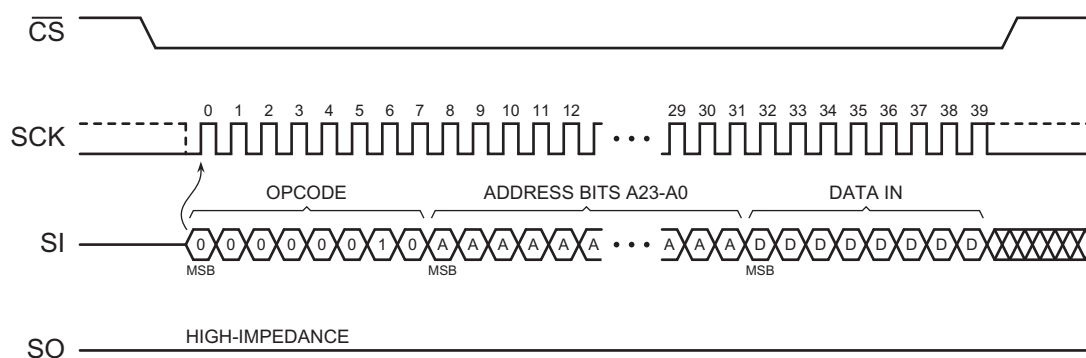 CS
0 1 2 3 4 5 6 7 8 9 10 11 12 29 30 31 32 33 34 35 36 37 38 39
SCK
OPCODE ADDRESS BITS A23-A0 DATA IN
SI 0 0 0 0 0 0 1 0 A A A A A A A A A D D D D D D D D
MSB MSB MSB
HIGH-IMPEDANCE
SO